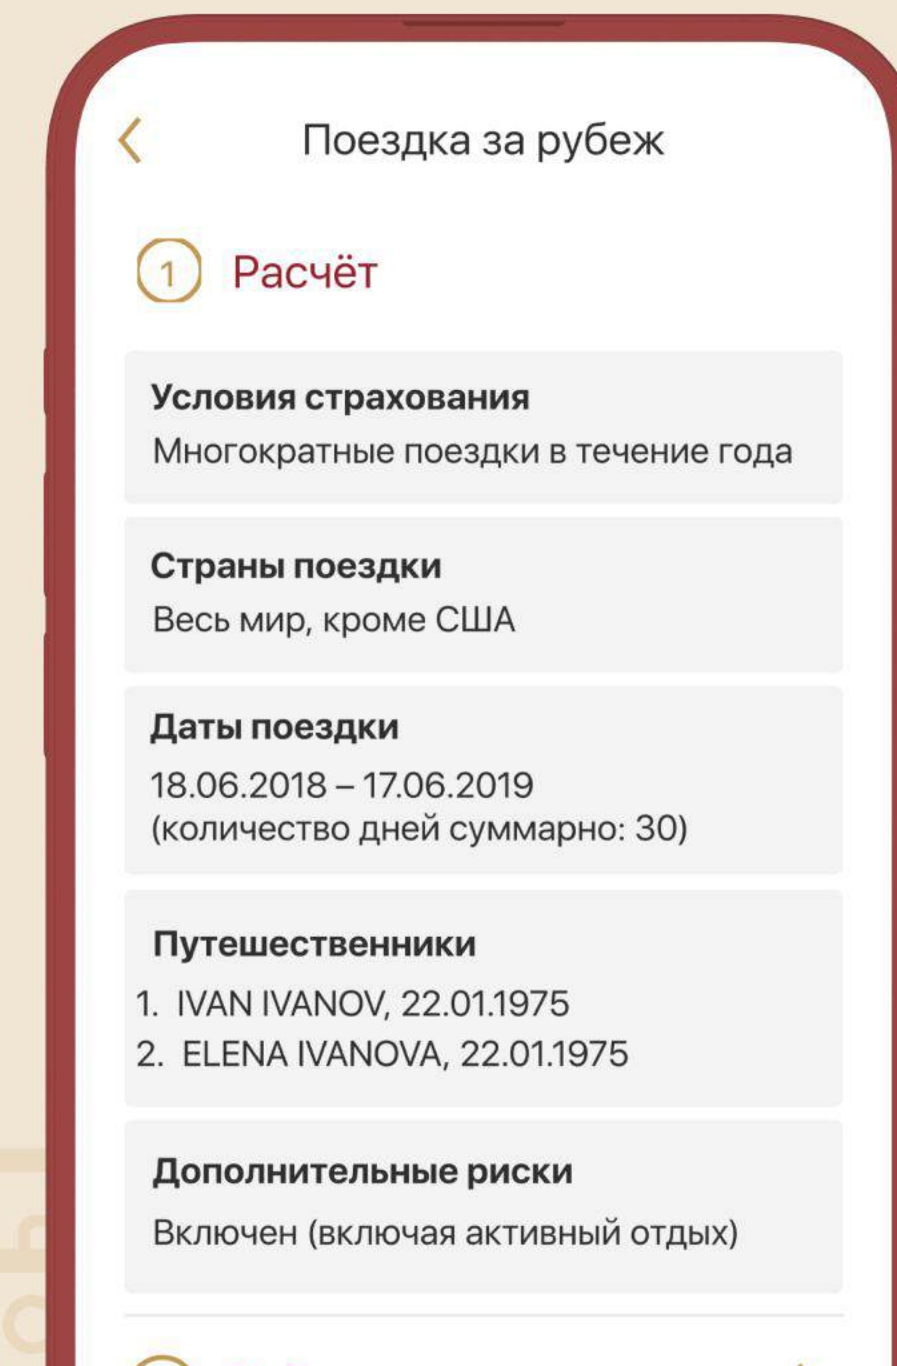 Поездка за рубеж
1 Расчёт
Условия страхования
Многократные поездки в течение года
Страны поездки
Весь мир, кроме США
Даты поездки
18.06.2018 – 17.06.2019
(количество дней суммарно: 30)
Путешественники
1. IVAN IVANOV, 22.01.1975
2. ELENA IVANOVA, 22.01.1975
Дополнительные риски
Включен (включая активный отдых)